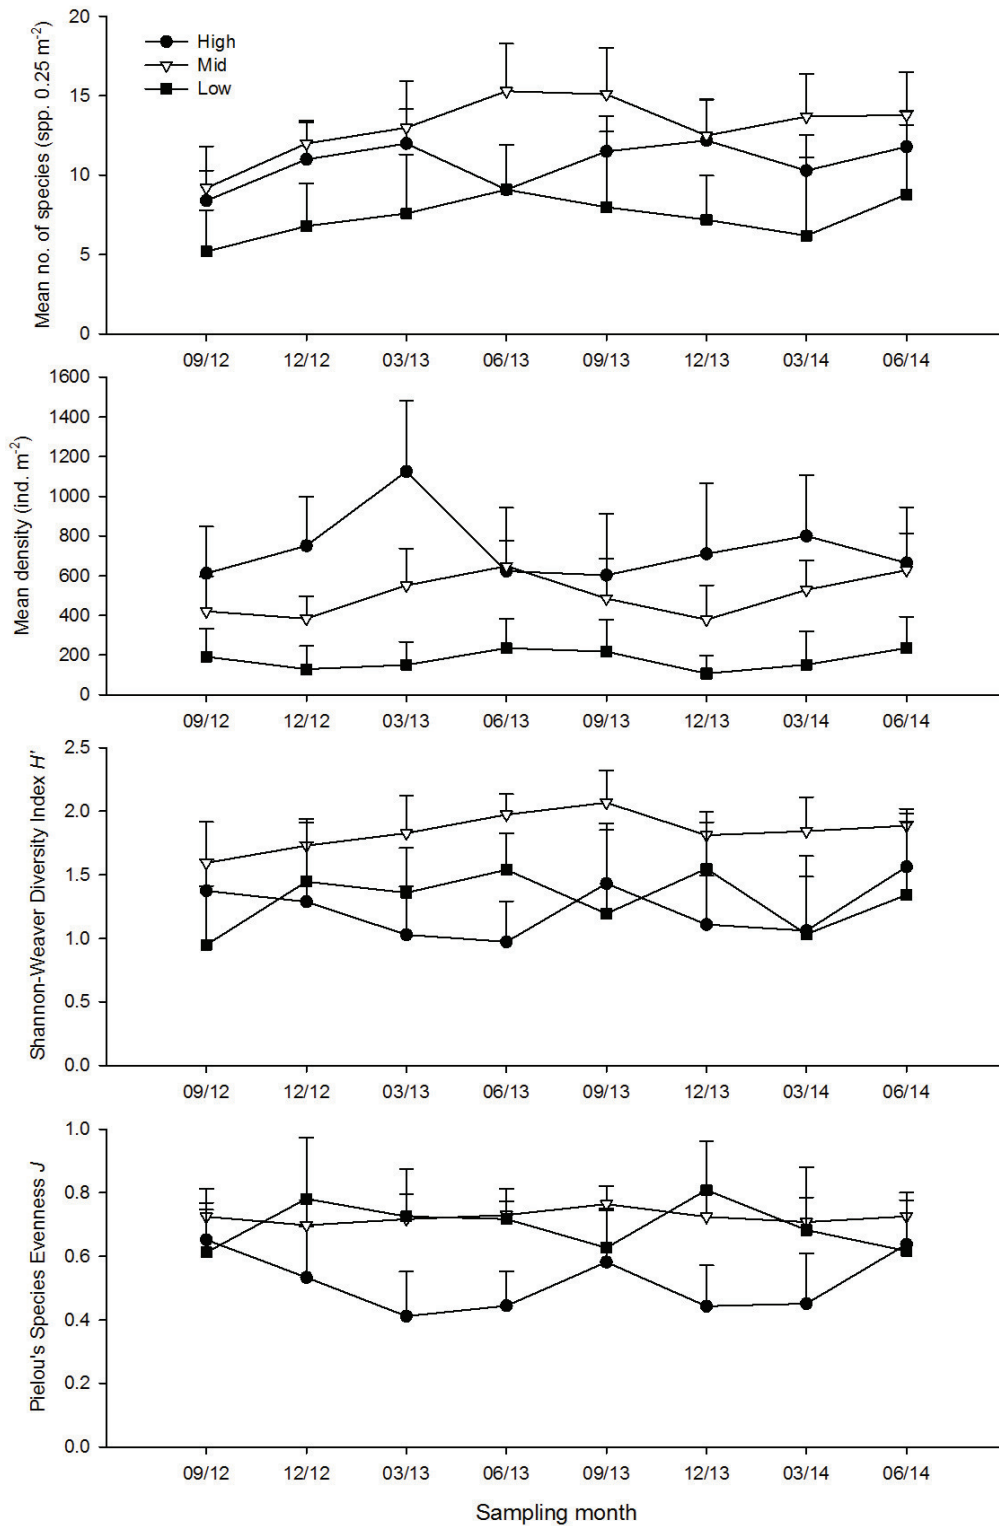 Mean no. of species (spp. 0.25 m-2)
20
15
10
5
0
High
Mid
Low
09/12 12/12 03/13 06/13 09/13 12/13 03/14 06/14
Mean density (ind. m-2)
1600
1400
1200
1000
800
600
400
200
0
09/12 12/12 03/13 06/13 09/13 12/13 03/14 06/14
Shannon-Weaver Diversity Index H'
2.5
2.0
1.5
1.0
0.5
0.0
09/12 12/12 03/13 06/13 09/13 12/13 03/14 06/14
Pielou's Species Evenness J
1.0
0.8
0.6
0.4
0.2
0.0
09/12 12/12 03/13 06/13 09/13 12/13 03/14 06/14
Sampling month